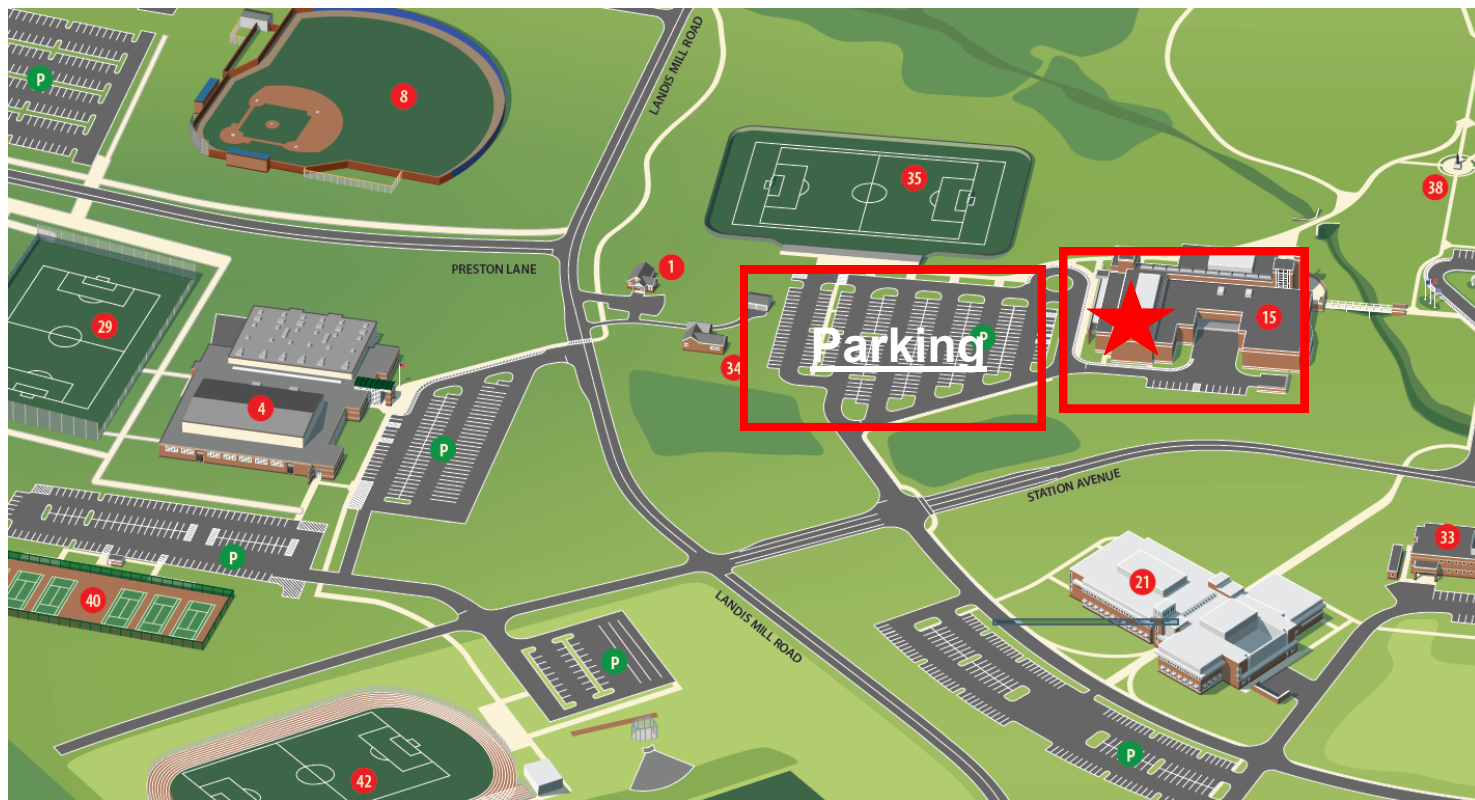 P
8
LANDIS MILL ROAD
35
38
PRESTON LANE
1
29
15
Parking
P
34
4
P
STATION AVENUE
P
33
21
40
LANDIS MILL ROAD
P
P
42